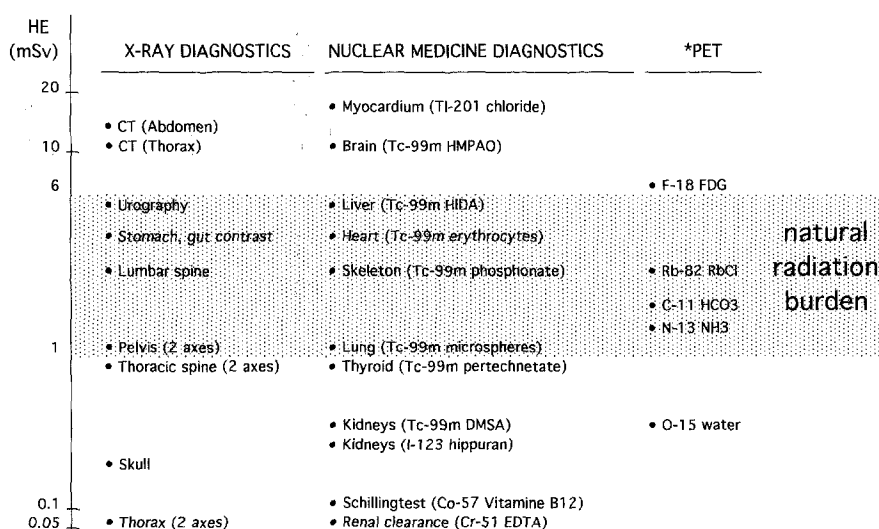 HE
(mSv)
X-RAY DIAGNOSTICS
NUCLEAR MEDICINE DIAGNOSTICS
*PET
20
• Myocardium (Tl-201 chloride)
• CT (Abdomen)
10
• CT (Thorax)
• Brain (Tc-99m HMPAO)
6
• F-18 FDG
• Urography
• Liver (Tc-99m HIDA)
• Stomach, gut contrast
• Heart (Tc-99m erythrocytes)
• Lumbar spine
• Skeleton (Tc-99m phosphonate)
• Rb-82 RbCl
natural
radiation
burden
• C-11 HCO3
• N-13 NH3
1
• Pelvis (2 axes)
• Lung (Tc-99m microspheres)
• Thoracic spine (2 axes)
• Thyroid (Tc-99m pertechnetate)
• Kidneys (Tc-99m DMSA)
• O-15 water
• Kidneys (I-123 hippuran)
• Skull
0.1
• Schillingtest (Co-57 Vitamine B12)
0.05
• Thorax (2 axes)
• Renal clearance (Cr-51 EDTA)